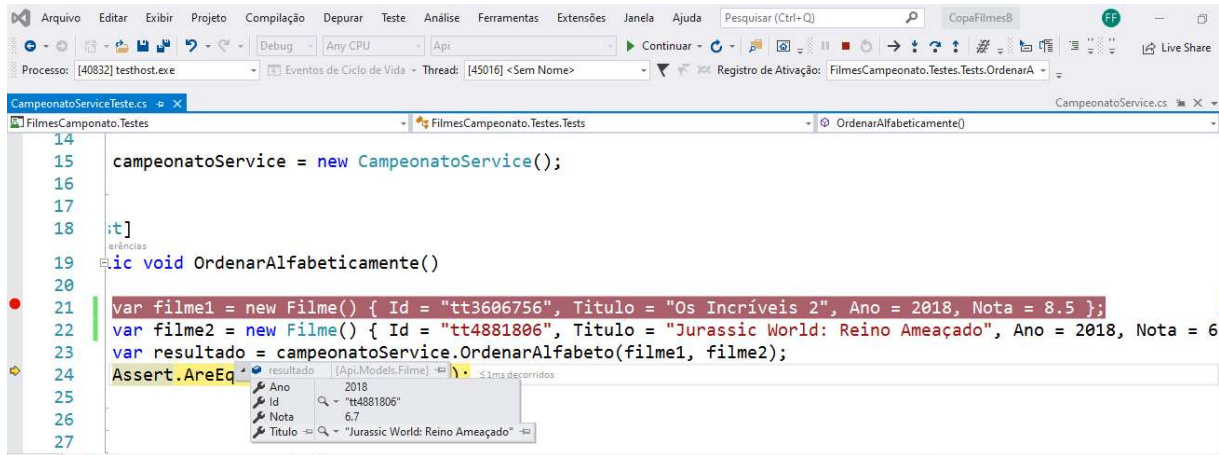 Arquivo Editar Exibir Projeto Compilação Depurar Teste Análise Ferramentas Extensões Janela Ajuda Pesquisar (Ctrl+Q) CopaFilmes8 FF
Debug Any CPU Api Continuar Live Share
Processo: [40832] testhost.exe Eventos de Ciclo de Vida Thread: [45016] <Sem Nome> Registro de Ativação: FilmesCampeonato.Testes.Tests.OrdenarA
CampeonatoServiceTeste.cs CampeonatoService.cs
FilmesCamponato.Testes FilmesCampeonato.Testes.Tests OrdenarAlfabeticamente()
14
15 campeonatoService = new CampeonatoService();
16
17
18 st]
erências
19 lic void OrdenarAlfabeticamente()
20
21 var filme1 = new Filme() { Id = "tt3606756", Titulo = "Os Incríveis 2", Ano = 2018, Nota = 8.5 };
22 var filme2 = new Filme() { Id = "tt4881806", Titulo = "Jurassic World: Reino Ameaçado", Ano = 2018, Nota = 6
23 var resultado = campeonatoService.OrdenarAlfabeto(filme1, filme2);
24 Assert.AreEq resultado {Api.Models.Filme} ); ≤1ms decorridos
Ano 2018
25 Id "tt4881806"
26 Nota 6.7
Titulo "Jurassic World: Reino Ameaçado"
27